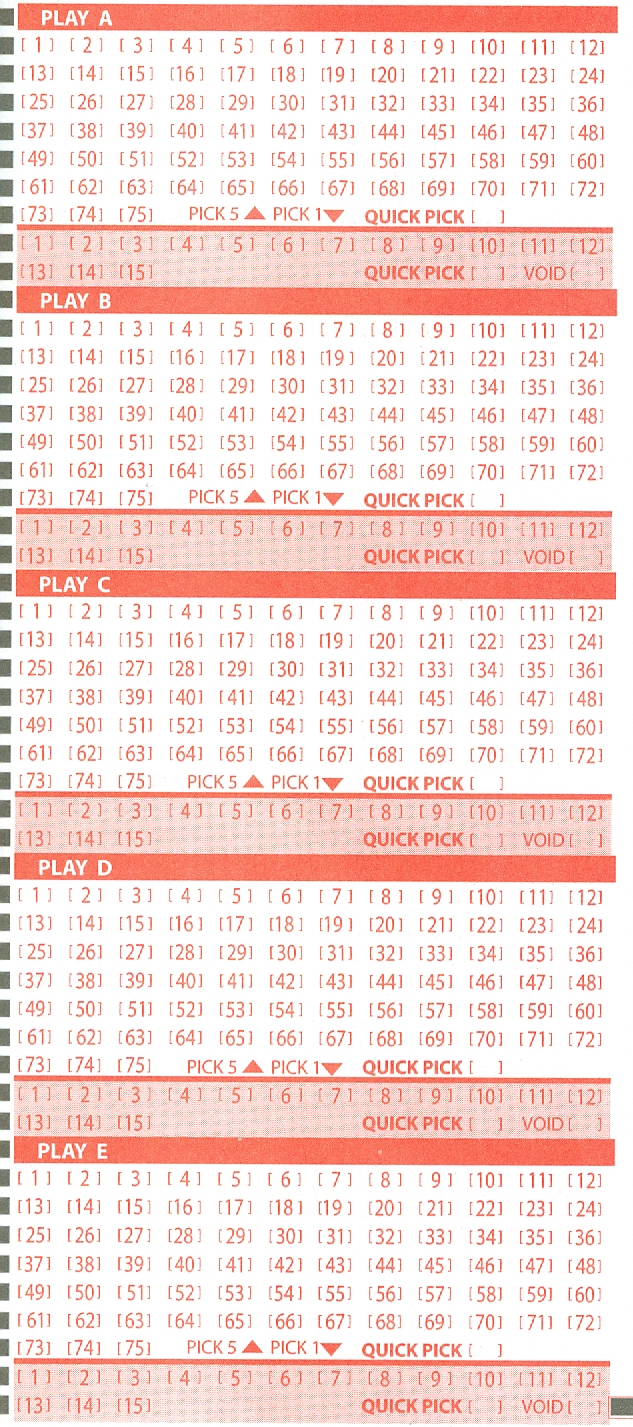 PLAY A
[ 1 ] [ 2 ] [ 3 ] [ 4 ] [ 5 ] [ 6 ] [ 7 ] [ 8 ] [ 9 ] [10] [11] [12]
[13] [14] [15] [16] [17] [18] [19] [20] [21] [22] [23] [24]
[25] [26] [27] [28] [29] [30] [31] [32] [33] [34] [35] [36]
[37] [38] [39] [40] [41] [42] [43] [44] [45] [46] [47] [48]
[49] [50] [51] [52] [53] [54] [55] [56] [57] [58] [59] [60]
[61] [62] [63] [64] [65] [66] [67] [68] [69] [70] [71] [72]
[73] [74] [75] PICK 5 ▲ PICK 1▼ QUICK PICK [ ]
[ 1 ] [ 2 ] [ 3 ] [ 4 ] [ 5 ] [ 6 ] [ 7 ] [ 8 ] [ 9 ] [10] [11] [12]
[13] [14] [15] QUICK PICK [ ] VOID [ ]
PLAY B
[ 1 ] [ 2 ] [ 3 ] [ 4 ] [ 5 ] [ 6 ] [ 7 ] [ 8 ] [ 9 ] [10] [11] [12]
[13] [14] [15] [16] [17] [18] [19] [20] [21] [22] [23] [24]
[25] [26] [27] [28] [29] [30] [31] [32] [33] [34] [35] [36]
[37] [38] [39] [40] [41] [42] [43] [44] [45] [46] [47] [48]
[49] [50] [51] [52] [53] [54] [55] [56] [57] [58] [59] [60]
[61] [62] [63] [64] [65] [66] [67] [68] [69] [70] [71] [72]
[73] [74] [75] PICK 5 ▲ PICK 1▼ QUICK PICK [ ]
[ 1 ] [ 2 ] [ 3 ] [ 4 ] [ 5 ] [ 6 ] [ 7 ] [ 8 ] [ 9 ] [10] [11] [12]
[13] [14] [15] QUICK PICK [ ] VOID [ ]
PLAY C
[ 1 ] [ 2 ] [ 3 ] [ 4 ] [ 5 ] [ 6 ] [ 7 ] [ 8 ] [ 9 ] [10] [11] [12]
[13] [14] [15] [16] [17] [18] [19] [20] [21] [22] [23] [24]
[25] [26] [27] [28] [29] [30] [31] [32] [33] [34] [35] [36]
[37] [38] [39] [40] [41] [42] [43] [44] [45] [46] [47] [48]
[49] [50] [51] [52] [53] [54] [55] [56] [57] [58] [59] [60]
[61] [62] [63] [64] [65] [66] [67] [68] [69] [70] [71] [72]
[73] [74] [75] PICK 5 ▲ PICK 1▼ QUICK PICK [ ]
[ 1 ] [ 2 ] [ 3 ] [ 4 ] [ 5 ] [ 6 ] [ 7 ] [ 8 ] [ 9 ] [10] [11] [12]
[13] [14] [15] QUICK PICK [ ] VOID [ ]
PLAY D
[ 1 ] [ 2 ] [ 3 ] [ 4 ] [ 5 ] [ 6 ] [ 7 ] [ 8 ] [ 9 ] [10] [11] [12]
[13] [14] [15] [16] [17] [18] [19] [20] [21] [22] [23] [24]
[25] [26] [27] [28] [29] [30] [31] [32] [33] [34] [35] [36]
[37] [38] [39] [40] [41] [42] [43] [44] [45] [46] [47] [48]
[49] [50] [51] [52] [53] [54] [55] [56] [57] [58] [59] [60]
[61] [62] [63] [64] [65] [66] [67] [68] [69] [70] [71] [72]
[73] [74] [75] PICK 5 ▲ PICK 1▼ QUICK PICK [ ]
[ 1 ] [ 2 ] [ 3 ] [ 4 ] [ 5 ] [ 6 ] [ 7 ] [ 8 ] [ 9 ] [10] [11] [12]
[13] [14] [15] QUICK PICK [ ] VOID [ ]
PLAY E
[ 1 ] [ 2 ] [ 3 ] [ 4 ] [ 5 ] [ 6 ] [ 7 ] [ 8 ] [ 9 ] [10] [11] [12]
[13] [14] [15] [16] [17] [18] [19] [20] [21] [22] [23] [24]
[25] [26] [27] [28] [29] [30] [31] [32] [33] [34] [35] [36]
[37] [38] [39] [40] [41] [42] [43] [44] [45] [46] [47] [48]
[49] [50] [51] [52] [53] [54] [55] [56] [57] [58] [59] [60]
[61] [62] [63] [64] [65] [66] [67] [68] [69] [70] [71] [72]
[73] [74] [75] PICK 5 ▲ PICK 1▼ QUICK PICK [ ]
[ 1 ] [ 2 ] [ 3 ] [ 4 ] [ 5 ] [ 6 ] [ 7 ] [ 8 ] [ 9 ] [10] [11] [12]
[13] [14] [15] QUICK PICK [ ] VOID [ ]